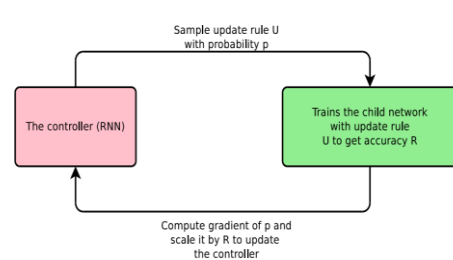 Sample update rule U
with probability p
The controller (RNN)
Trains the child network
with update rule
U to get accuracy R
Compute gradient of p and
scale it by R to update
the controller